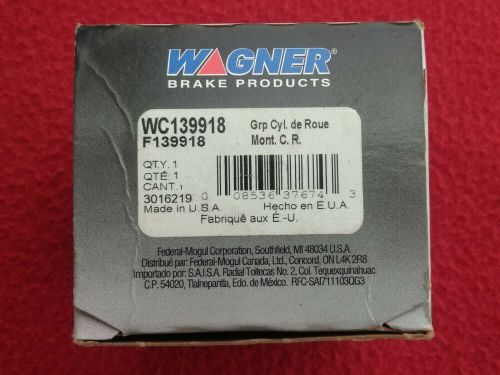 WAGNER®
BRAKE PRODUCTS
WC139918 Grp Cyl. de Roue
F139918 Mont. C. R.
QTY. 1
QTÉ. 1
CANT. 1
3016219 0 08536 37674 3
Made in U.S.A. Hecho en E.U.A.
Fabriqué aux É.-U.
Federal-Mogul Corporation, Southfield, MI 48034 U.S.A.
Distribué par: Federal-Mogul Canada, Ltd., Concord, ON L4K 2R8
Importado por: S.A.I.S.A. Radial Toltecas No. 2, Col. Tequexquinahuac
C.P. 54020, Tlalnepantla, Edo. de México. RFC-SAI711103QG3